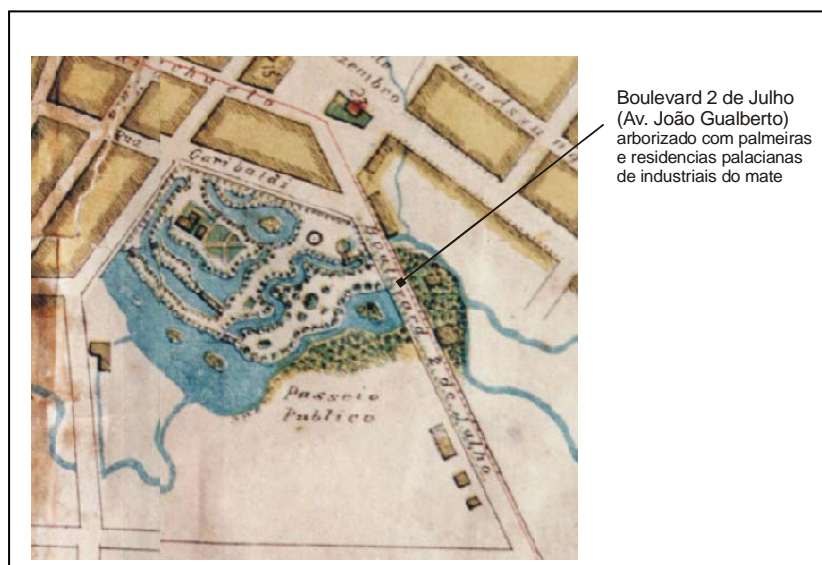 zembro
Garibaldi
Boulevard 2 de Julho
Passeio
Publico
Boulevard 2 de Julho
(Av. João Gualberto)
arborizado com palmeiras
e residencias palacianas
de industriais do mate